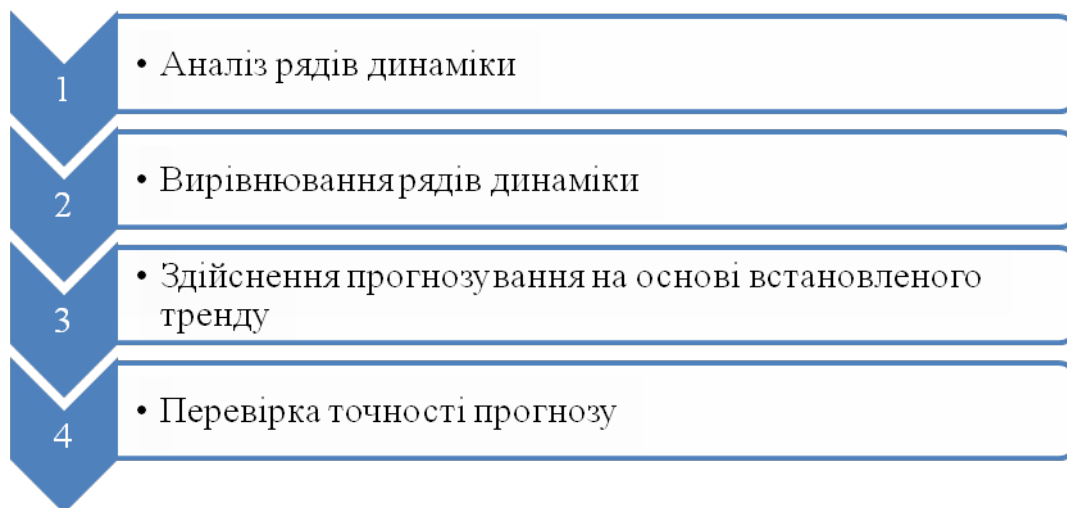 1
• Аналіз рядів динаміки
2
• Вирівнювання рядів динаміки
3
• Здійснення прогнозування на основі встановленого
тренду
4
• Перевірка точності прогнозу